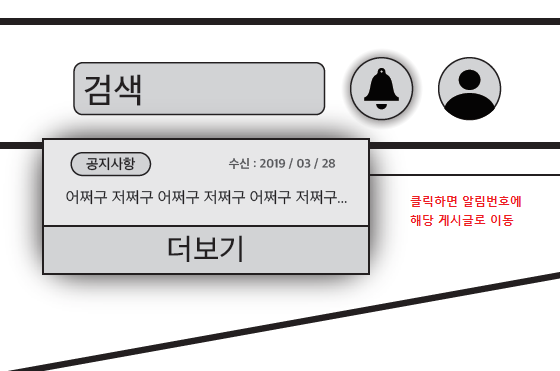 검색
공지사항 수신 : 2019 / 03 / 28
어쩌구 저쩌구 어쩌구 저쩌구 어쩌구 저쩌구...
더보기
클릭하면 알림번호에
해당 게시글로 이동